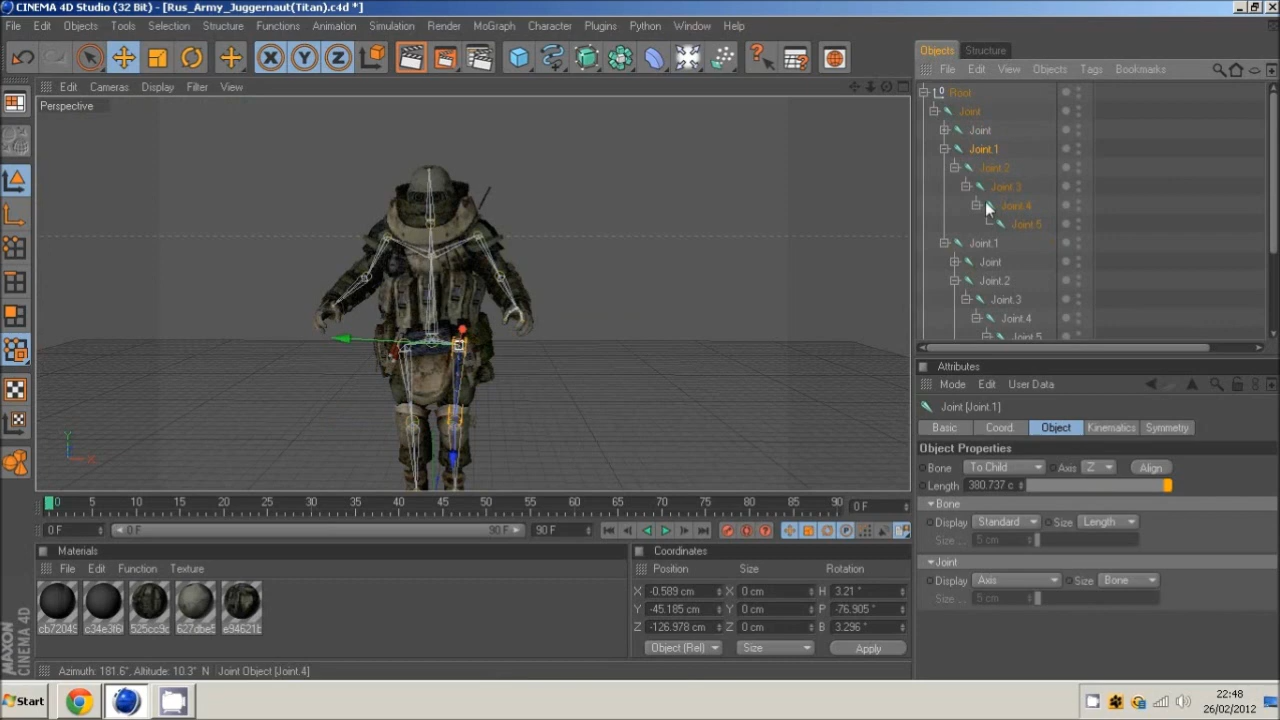 CINEMA 4D Studio (32 Bit) - [Rus_Army_Juggernaut(Titan).c4d *]
File Edit Objects Tools Selection Structure Functions Animation Simulation Render MoGraph Character Plugins Python Window Help
X Y Z
Objects Structure
File Edit View Objects Tags Bookmarks
Edit Cameras Display Filter View
Perspective
Root
Joint
Joint
Joint.1
Joint.2
Joint.3
Joint.4
Joint.5
Joint.1
Joint
Joint.2
Joint.3
Joint.4
Joint.5
Attributes
Mode Edit User Data
Joint [Joint.1]
Basic Coord. Object Kinematics Symmetry
Object Properties
Bone To Child Axis Z Align
Length 380.737 c
Bone
Display Standard Size Length
Size ... 5 cm
Joint
Display Axis Size Bone
Size ... 5 cm
Y
X
0 5 10 15 20 25 30 35 40 45 50 55 60 65 70 75 80 85 90 0 F
0 F 0 F 90 F 90 F
Materials
File Edit Function Texture
cb72049 c34e3f6 525cc9c 627dbe5 e94621b
Coordinates
Position Size Rotation
X -0.589 cm X 0 cm H 3.21 °
Y -45.185 cm Y 0 cm P -76.905 °
Z -126.978 cm Z 0 cm B 3.296 °
Object (Rel) Size Apply
MAXON CINEMA 4D
Azimuth: 181.6°, Altitude: 10.3° N Joint Object [Joint.4]
Start
22:48
26/02/2012